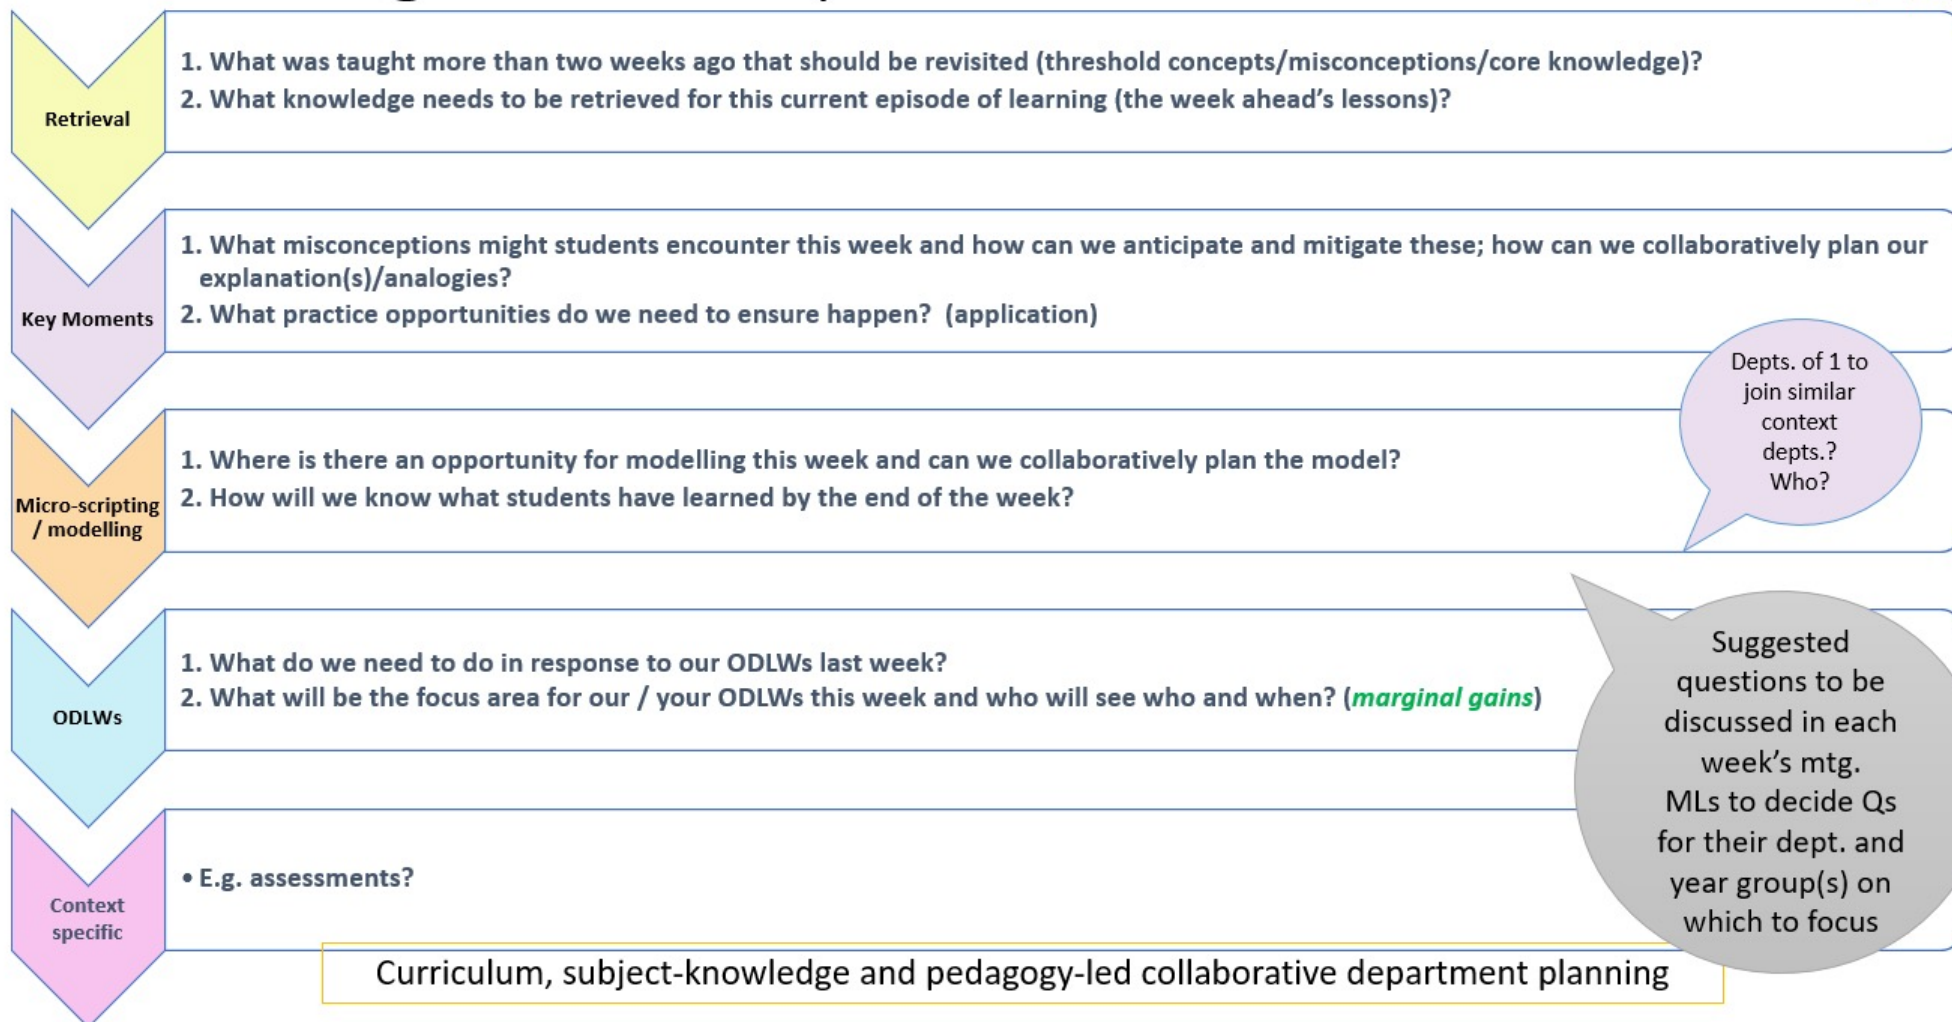 Retrieval
1. What was taught more than two weeks ago that should be revisited (threshold concepts/misconceptions/core knowledge)?
2. What knowledge needs to be retrieved for this current episode of learning (the week ahead's lessons)?
Key Moments
1. What misconceptions might students encounter this week and how can we anticipate and mitigate these; how can we collaboratively plan our
explanation(s)/analogies?
2. What practice opportunities do we need to ensure happen? (application)
Depts. of 1 to
join similar
context
depts.?
Who?
Micro-scripting
/ modelling
1. Where is there an opportunity for modelling this week and can we collaboratively plan the model?
2. How will we know what students have learned by the end of the week?
ODLWs
1. What do we need to do in response to our ODLWs last week?
2. What will be the focus area for our / your ODLWs this week and who will see who and when? (marginal gains)
Suggested
questions to be
discussed in each
week's mtg.
MLs to decide Qs
for their dept. and
year group(s) on
which to focus
Context
specific
• E.g. assessments?
Curriculum, subject-knowledge and pedagogy-led collaborative department planning